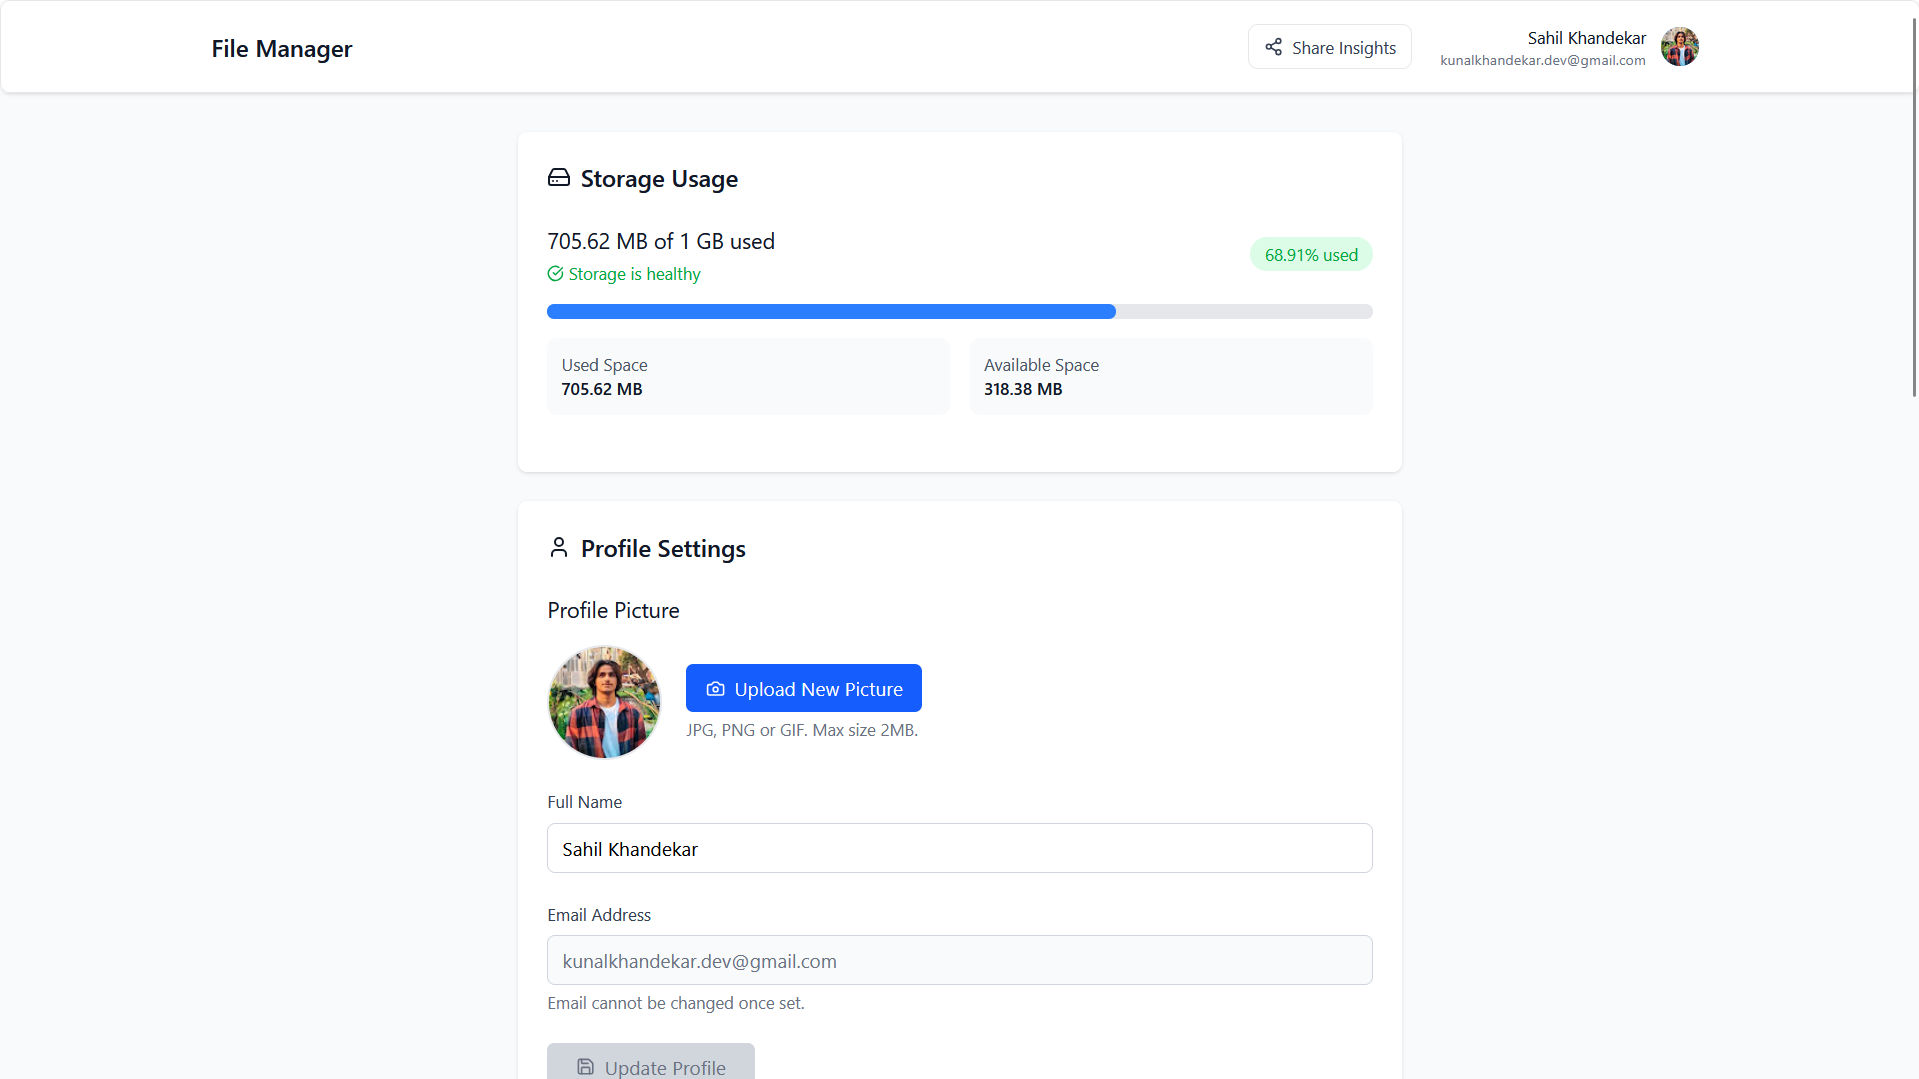 File Manager
Share Insights
Sahil Khandekar
kunalkhandekar.dev@gmail.com
Storage Usage
705.62 MB of 1 GB used
Storage is healthy
68.91% used
Used Space
705.62 MB
Available Space
318.38 MB
Profile Settings
Profile Picture
Upload New Picture
JPG, PNG or GIF. Max size 2MB.
Full Name
Sahil Khandekar
Email Address
kunalkhandekar.dev@gmail.com
Email cannot be changed once set.
Update Profile